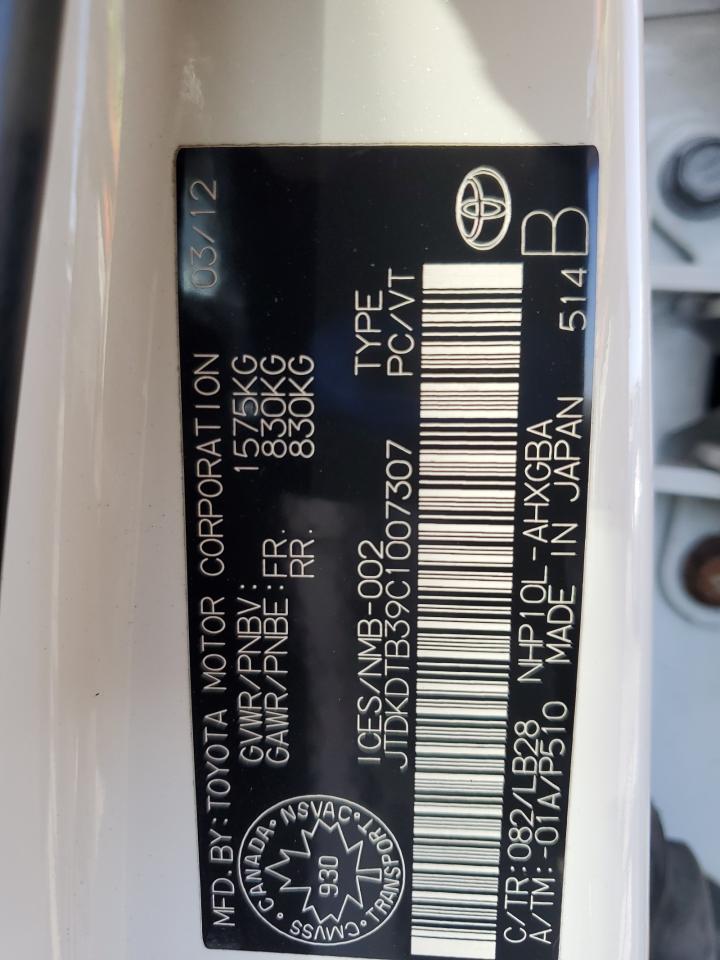 MFD.BY: TOYOTA MOTOR CORPORATION 03/12
GVWR/PNBV: 1575KG
GAWR/PNBE: FR. 830KG
RR. 830KG
CANADA • NSVAC • TRANSPORT • CMVSS •
930
ICES/NMB-002 TYPE
JTDKDTB39C1007307 PC/VT
C/TR: 082/LB28 NHP10L-AHXGBA B
A/TM: -01A/P510 MADE IN JAPAN 514